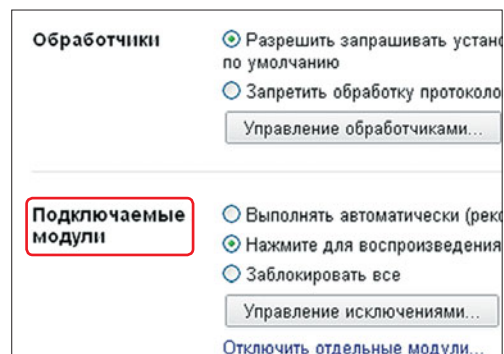 Обработчики
Разрешить запрашивать устано
по умолчанию
Запретить обработку протоколо
Управление обработчиками...
Подключаемые
модули
Выполнять автоматически (реко
Нажмите для воспроизведения
Заблокировать все
Управление исключениями...
Отключить отдельные модули...